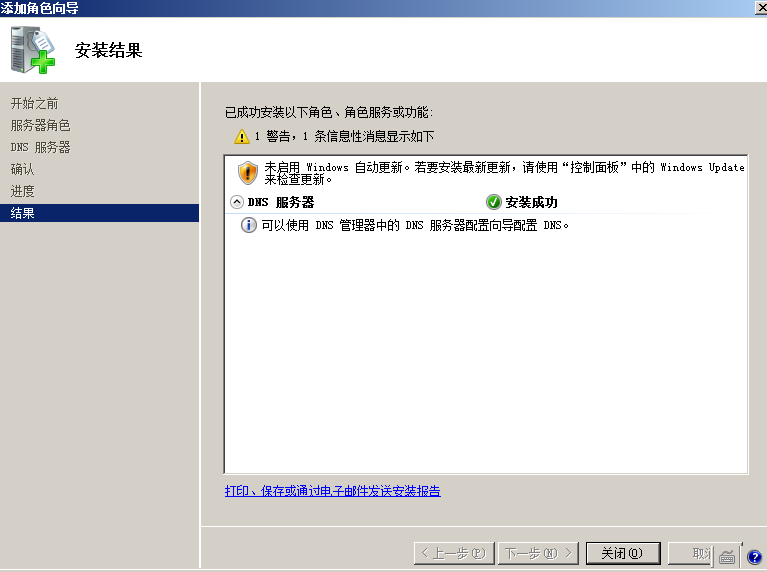 添加角色向导
安装结果
开始之前
服务器角色
DNS 服务器
确认
进度
结果
已成功安装以下角色、角色服务或功能:
1 警告，1 条信息性消息显示如下
未启用 Windows 自动更新。若要安装最新更新，请使用“控制面板”中的 Windows Update
来检查更新。
DNS 服务器
安装成功
可以使用 DNS 管理器中的 DNS 服务器配置向导配置 DNS。
打印、保存或通过电子邮件发送安装报告
< 上一步(P)
下一步(N) >
关闭(O)
取